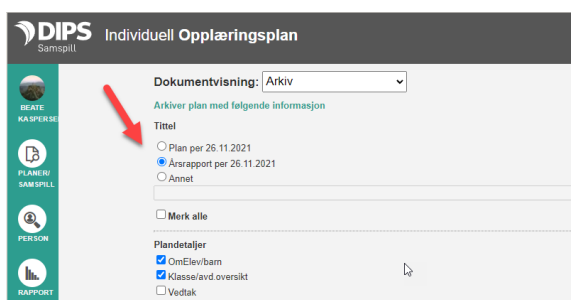 DIPS
Samspill
Individuell Opplæringsplan
BEATE
KASPERSE
PLANER/
SAMSPILL
PERSON
RAPPORT
Dokumentvisning: Arkiv
Arkiver plan med følgende informasjon
Tittel
Plan per 26.11.2021
Årsrapport per 26.11.2021
Annet
Merk alle
Plandetaljer
OmElev/barn
Klasse/avd.oversikt
Vedtak